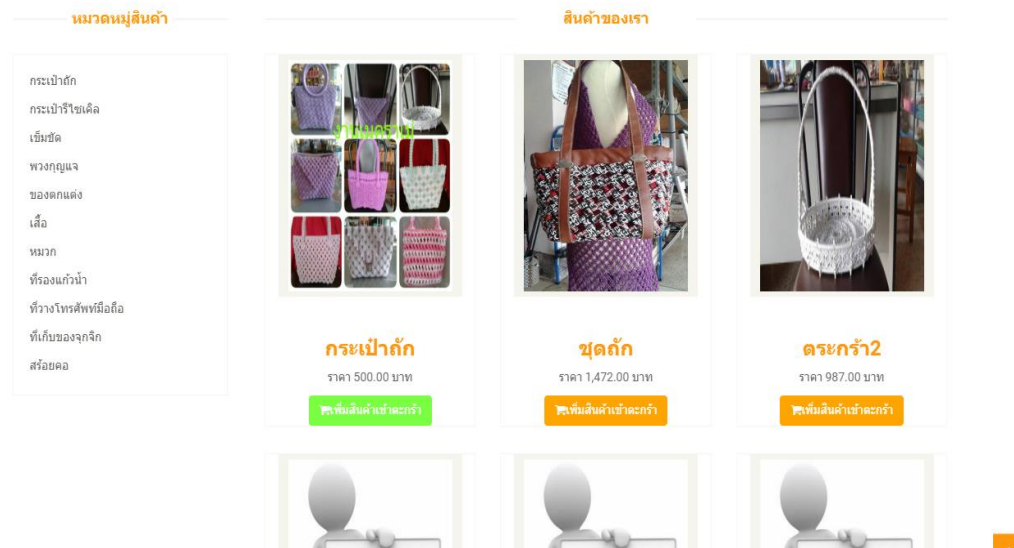 หมวดหมู่สินค้า
กระเป๋าถัก
กระเป๋ารีไซเคิล
เข็มขัด
พวงกุญแจ
ของตกแต่ง
เสื้อ
หมวก
ที่รองแก้วน้ำ
ที่วางโทรศัพท์มือถือ
ที่เก็บของจุกจิก
สร้อยคอ
สินค้าของเรา
กระเป๋าถัก
ราคา 500.00 บาท
เพิ่มสินค้าเข้าตะกร้า
ชุดถัก
ราคา 1,472.00 บาท
เพิ่มสินค้าเข้าตะกร้า
ตระกร้า2
ราคา 987.00 บาท
เพิ่มสินค้าเข้าตะกร้า